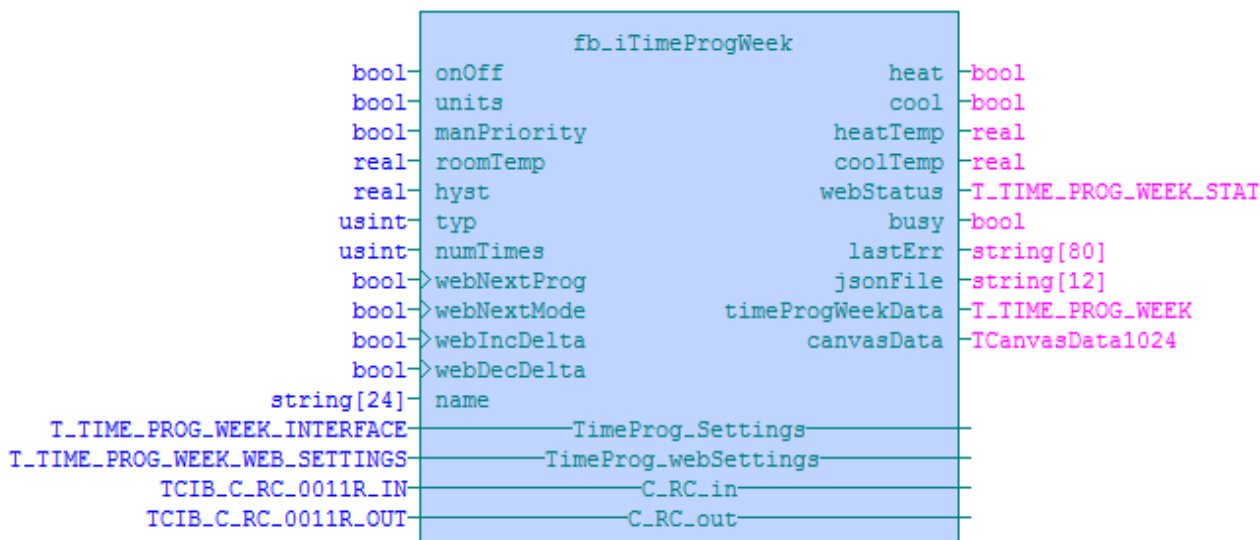 fb_iTimeProgWeek
bool onOff heat bool
bool units cool bool
bool manPriority heatTemp real
real roomTemp coolTemp real
real hyst webStatus T_TIME_PROG_WEEK_STAT
usint typ busy bool
usint numTimes lastErr string[80]
bool webNextProg jsonFile string[12]
bool webNextMode timeProgWeekData T_TIME_PROG_WEEK
bool webIncDelta canvasData TCanvasData1024
bool webDecDelta
string[24] name
T_TIME_PROG_WEEK_INTERFACE TimeProg_Settings
T_TIME_PROG_WEEK_WEB_SETTINGS TimeProg_webSettings
TCIB_C_RC_0011R_IN C_RC_in
TCIB_C_RC_0011R_OUT C_RC_out